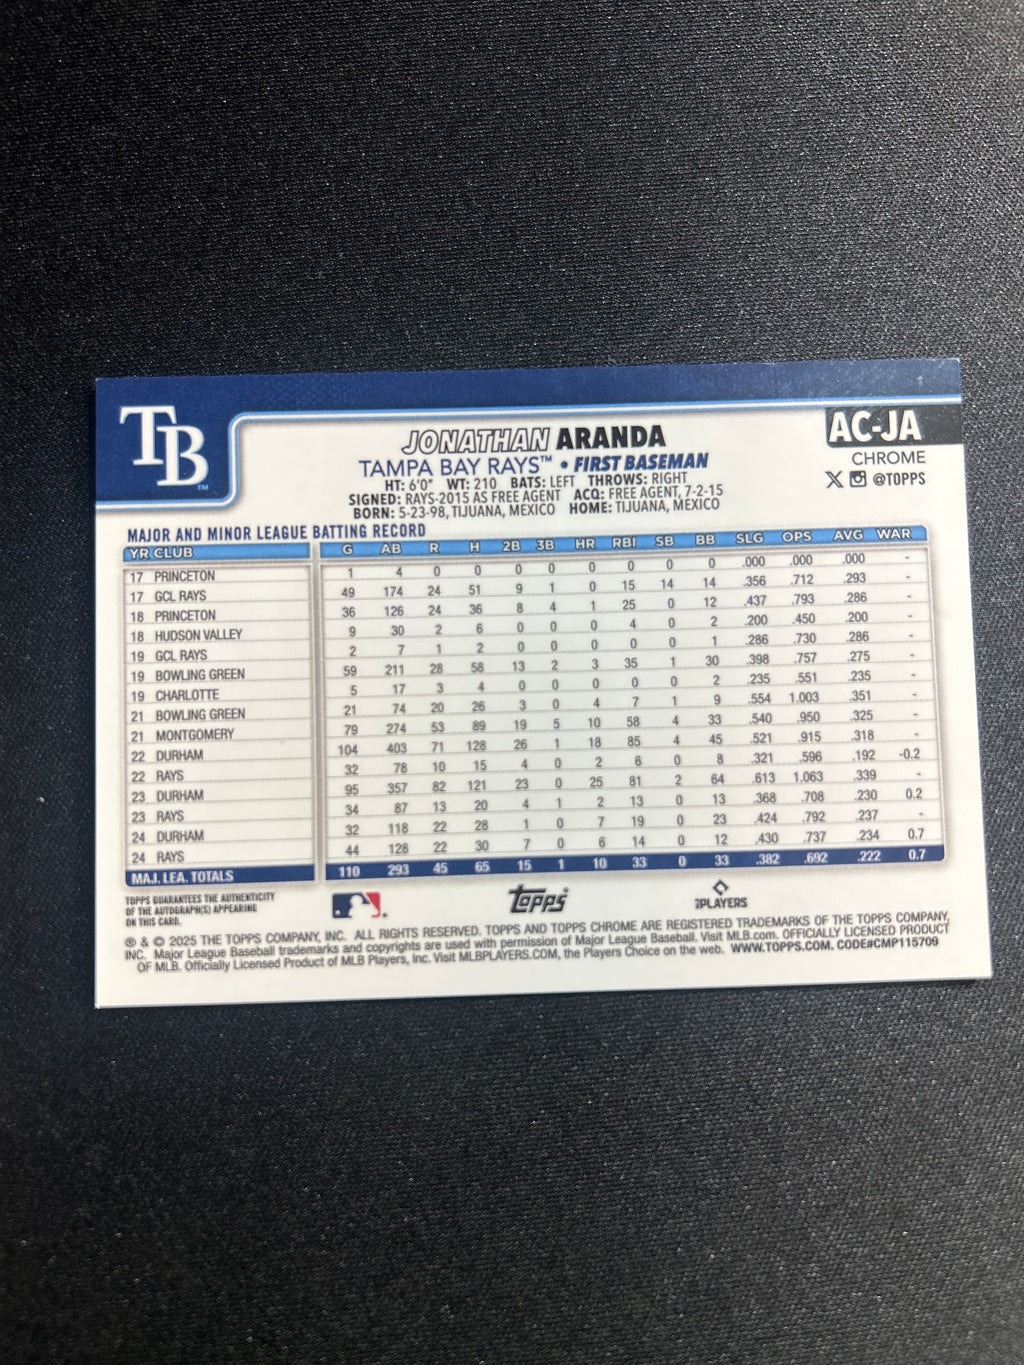 TB™
JONATHAN ARANDA
AC-JA
TAMPA BAY RAYS™ • FIRST BASEMAN
CHROME
HT: 6'0" WT: 210 BATS: LEFT THROWS: RIGHT
X @TOPPS
SIGNED: RAYS-2015 AS FREE AGENT ACQ: FREE AGENT, 7-2-15
BORN: 5-23-98, TIJUANA, MEXICO HOME: TIJUANA, MEXICO
MAJOR AND MINOR LEAGUE BATTING RECORD
YR CLUB G AB R H 2B 3B HR RBI SB BB SLG OPS AVG WAR
17 PRINCETON 1 4 0 0 0 0 0 0 0 0 .000 .000 .000 -
17 GCL RAYS 49 174 24 51 9 1 0 15 14 14 .356 .712 .293 -
18 PRINCETON 36 126 24 36 8 4 1 25 0 12 .437 .793 .286 -
18 HUDSON VALLEY 9 30 2 6 0 0 0 4 0 2 .200 .450 .200 -
19 GCL RAYS 2 7 1 2 0 0 0 0 0 1 .286 .730 .286 -
19 BOWLING GREEN 59 211 28 58 13 2 3 35 1 30 .398 .757 .275 -
19 CHARLOTTE 5 17 3 4 0 0 0 0 0 2 .235 .551 .235 -
21 BOWLING GREEN 21 74 20 26 3 0 4 7 1 9 .554 1.003 .351 -
21 MONTGOMERY 79 274 53 89 19 5 10 58 4 33 .540 .950 .325 -
22 DURHAM 104 403 71 128 26 1 18 85 4 45 .521 .915 .318 -
22 RAYS 32 78 10 15 4 0 2 6 0 8 .321 .596 .192 -0.2
23 DURHAM 95 357 82 121 23 0 25 81 2 64 .613 1.063 .339 -
23 RAYS 34 87 13 20 4 1 2 13 0 13 .368 .708 .230 0.2
24 DURHAM 32 118 22 28 1 0 7 19 0 23 .424 .792 .237 -
24 RAYS 44 128 22 30 7 0 6 14 0 12 .430 .737 .234 0.7
MAJ. LEA. TOTALS 110 293 45 65 15 1 10 33 0 33 .382 .692 .222 0.7
TOPPS GUARANTEES THE AUTHENTICITY
OF THE AUTOGRAPH(S) APPEARING
ON THIS CARD.
topps
PLAYERS
® & © 2025 THE TOPPS COMPANY, INC. ALL RIGHTS RESERVED. TOPPS AND TOPPS CHROME ARE REGISTERED TRADEMARKS OF THE TOPPS COMPANY,
INC. Major League Baseball trademarks and copyrights are used with permission of Major League Baseball. Visit MLB.com. OFFICIALLY LICENSED PRODUCT
OF MLB. Officially Licensed Product of MLB Players, Inc. Visit MLBPLAYERS.COM, the Players Choice on the web. WWW.TOPPS.COM. CODE#CMP115709